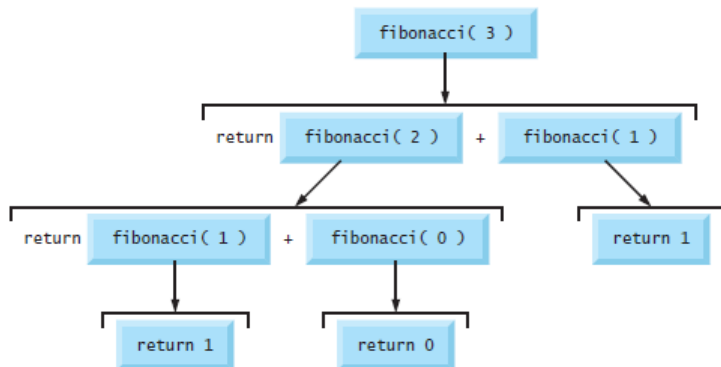 fibonacci( 3 )
return fibonacci( 2 ) + fibonacci( 1 )
return fibonacci( 1 ) + fibonacci( 0 )
return 1
return 1
return 0